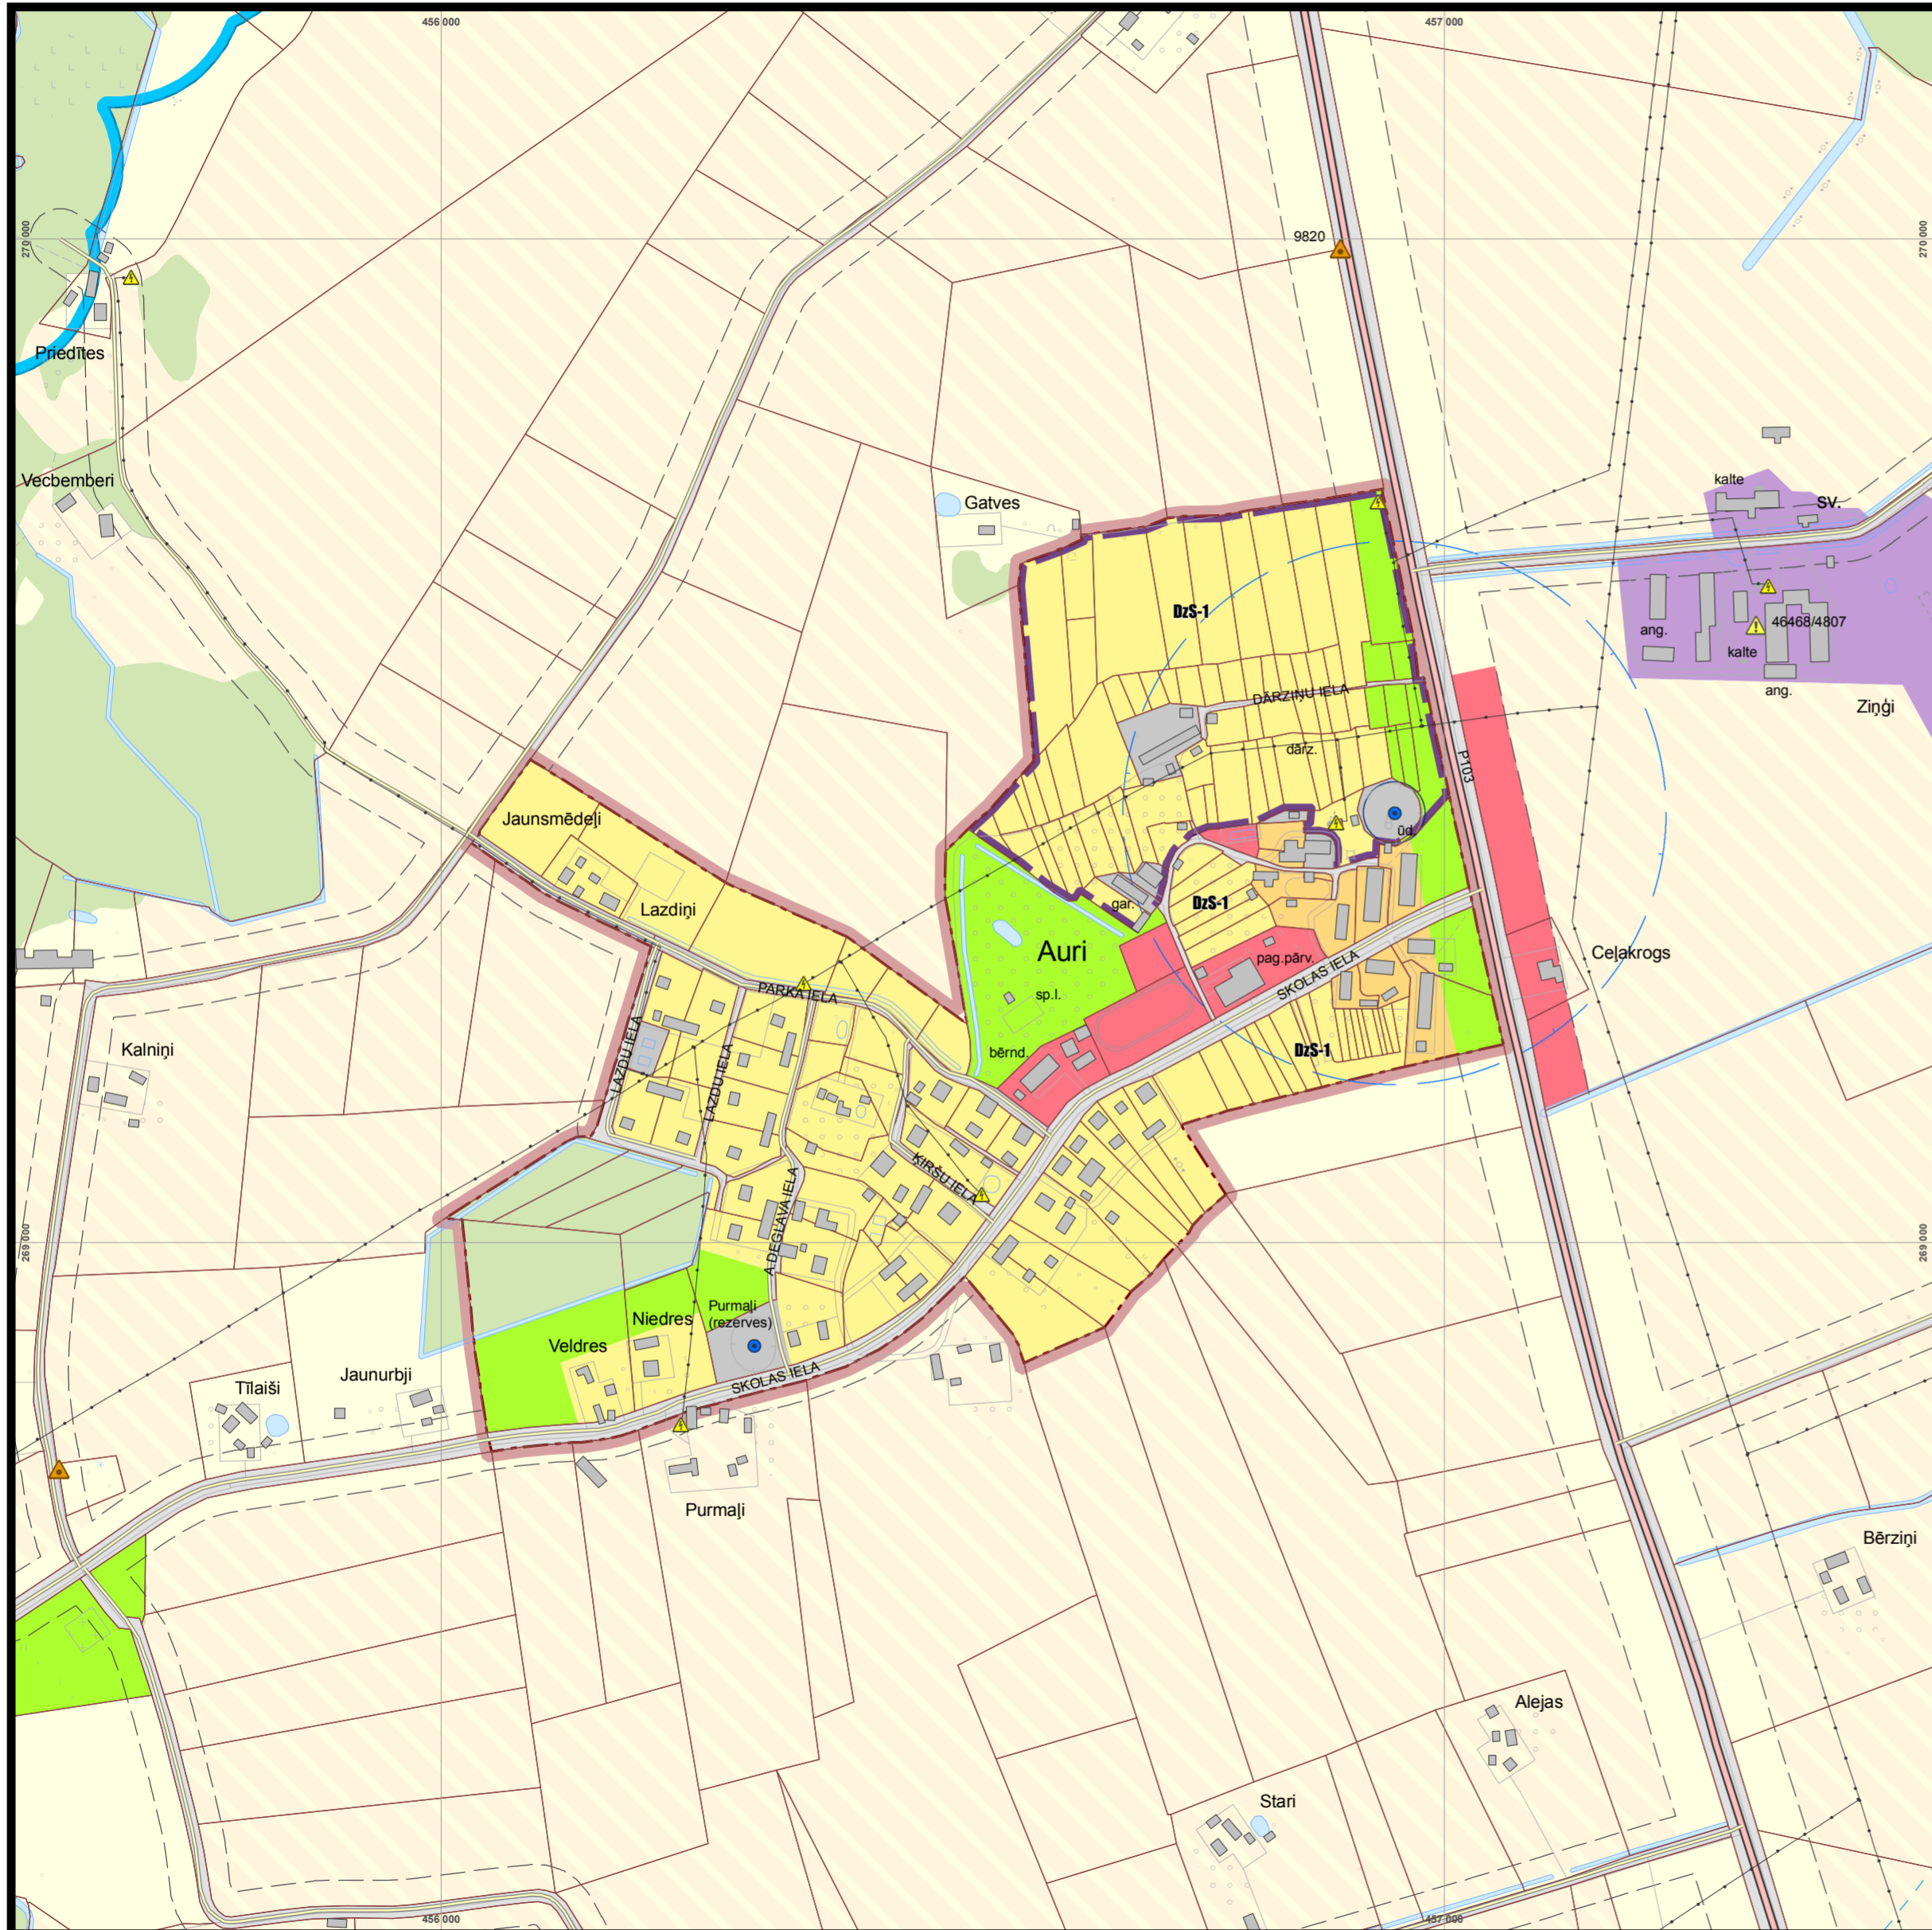 456 000
457 000
270 000
270 000
9820
Priedītes
Vecbemberi
Gatves
kalte
SV.
DzS-1
46468/4807
ang.
kalte
ang.
DĀRZIŅU IELA
Ziņģi
dārz.
P103
Jaunsmēdeļi
ūd.
Lazdiņi
gar.
DzS-1
Auri
pag.pārv.
Ceļakrogs
SKOLAS IELA
PARKA IELA
sp.l.
LAZDU IELA
LAZDU IELA
bērnd.
DzS-1
Kalniņi
ĶIRŠU IELA
A.DEGLAVA IELA
269 000
269 000
Purmaļi
(rezerves)
Niedres
Veldres
Jaunurbji
Tīlaiši
SKOLAS IELA
Purmaļi
Bērziņi
Alejas
Stari
456 000
457 000